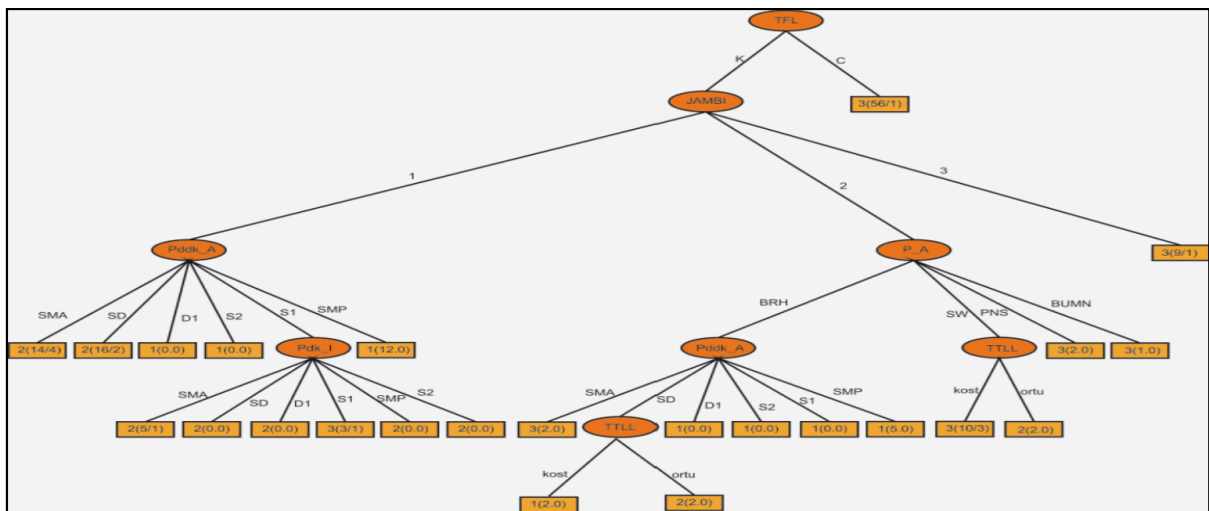 TFL
K
C
JAMBI
3(56/1)
1
2
3
Pddk_A
P_A
3(9/1)
SMA
SD
D1
S2
S1
SMP
BRH
SW
PNS
BUMN
2(14/4)
2(16/2)
1(0.0)
1(0.0)
Pdk_I
1(12.0)
Pddk_A
TTLL
3(2.0)
3(1.0)
SMA
SD
D1
S1
SMP
S2
SMA
SD
D1
S2
S1
SMP
kost
ortu
2(5/1)
2(0.0)
2(0.0)
3(3/1)
2(0.0)
2(0.0)
3(2.0)
TTLL
1(0.0)
1(0.0)
1(0.0)
1(5.0)
3(10/3)
2(2.0)
kost
ortu
1(2.0)
2(2.0)